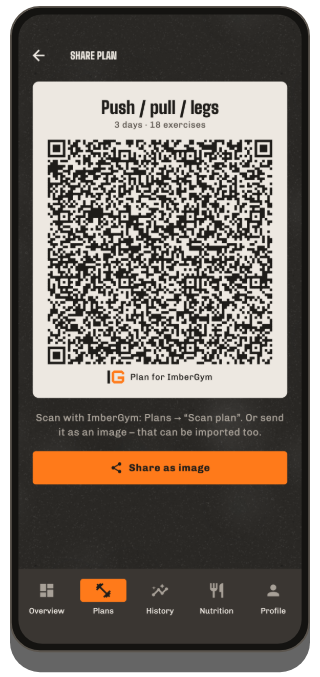 SHARE PLAN
Push / pull / legs
3 days · 18 exercises
IG Plan for ImberGym
Scan with ImberGym: Plans → “Scan plan”. Or send
it as an image – that can be imported too.
Share as image
Overview Plans History Nutrition Profile